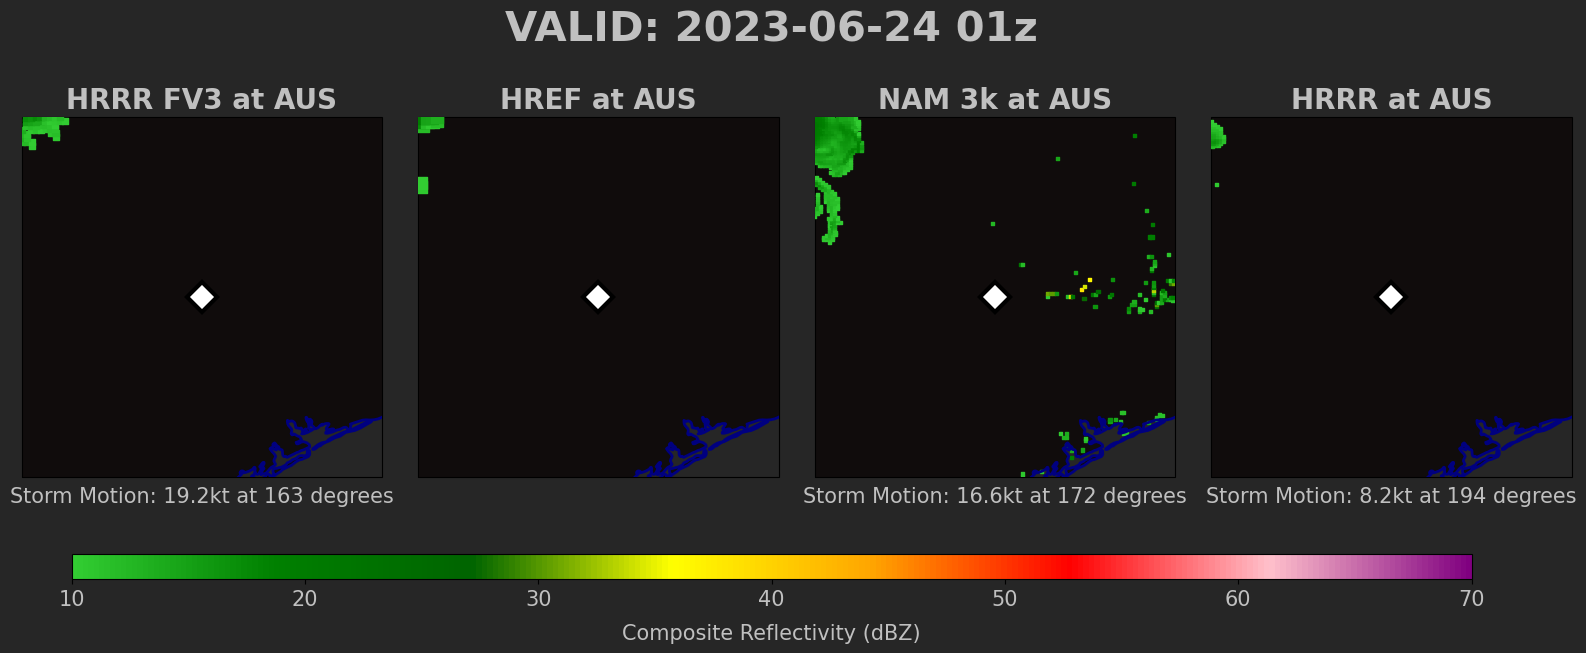 VALID: 2023-06-24 01z
HRRR FV3 at AUS
HREF at AUS
NAM 3k at AUS
HRRR at AUS
Storm Motion: 19.2kt at 163 degrees
Storm Motion: 16.6kt at 172 degrees
Storm Motion: 8.2kt at 194 degrees
10 20 30 40 50 60 70
Composite Reflectivity (dBZ)